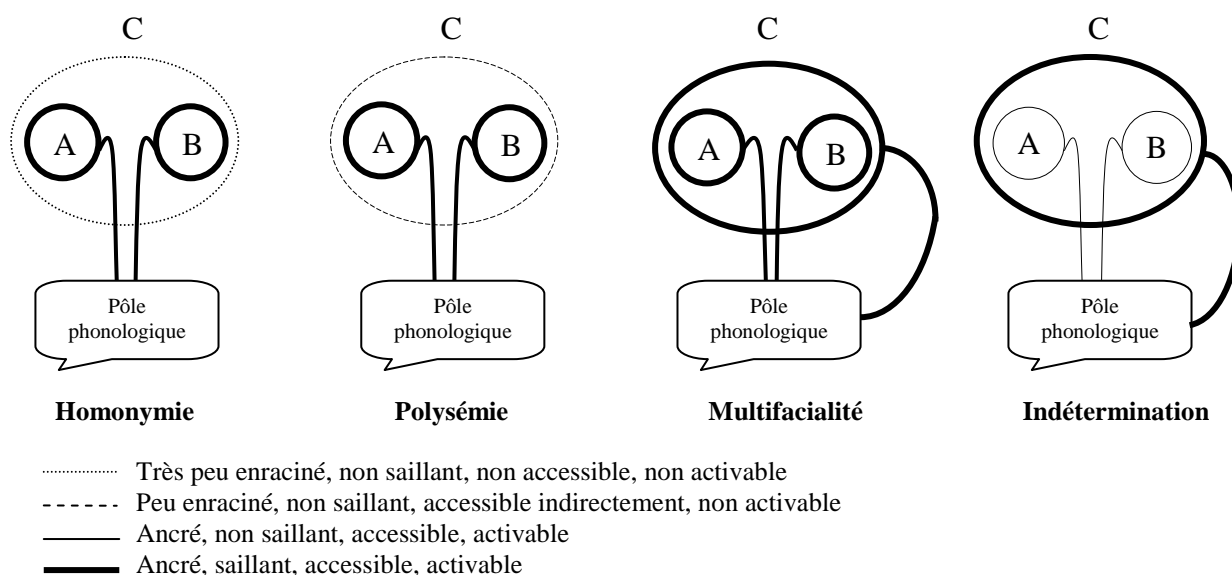 C
C
C
C
A
B
A
B
A
B
A
B
Pôle
phonologique
Pôle
phonologique
Pôle
phonologique
Pôle
phonologique
Homonymie
Polysémie
Multifacialité
Indétermination
Très peu enraciné, non saillant, non accessible, non activable
Peu enraciné, non saillant, accessible indirectement, non activable
Ancré, non saillant, accessible, activable
Ancré, saillant, accessible, activable